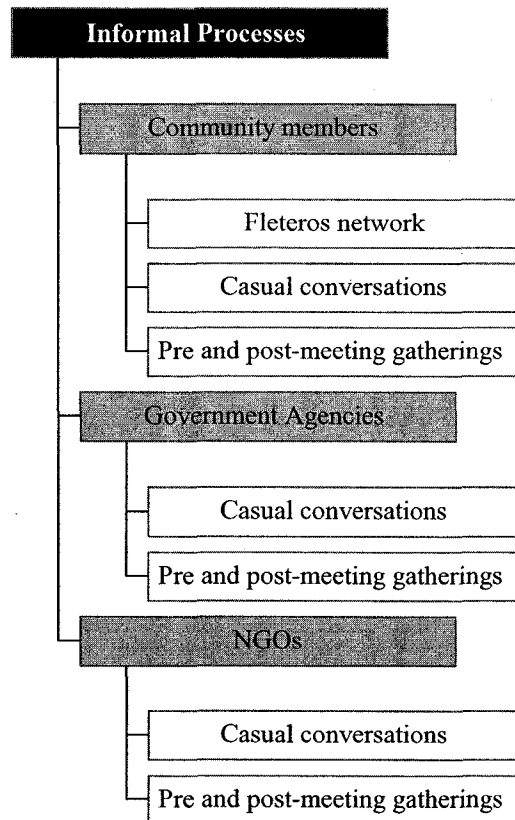 Informal Processes
Community members
Fleteros network
Casual conversations
Pre and post-meeting gatherings
Government Agencies
Casual conversations
Pre and post-meeting gatherings
NGOs
Casual conversations
Pre and post-meeting gatherings